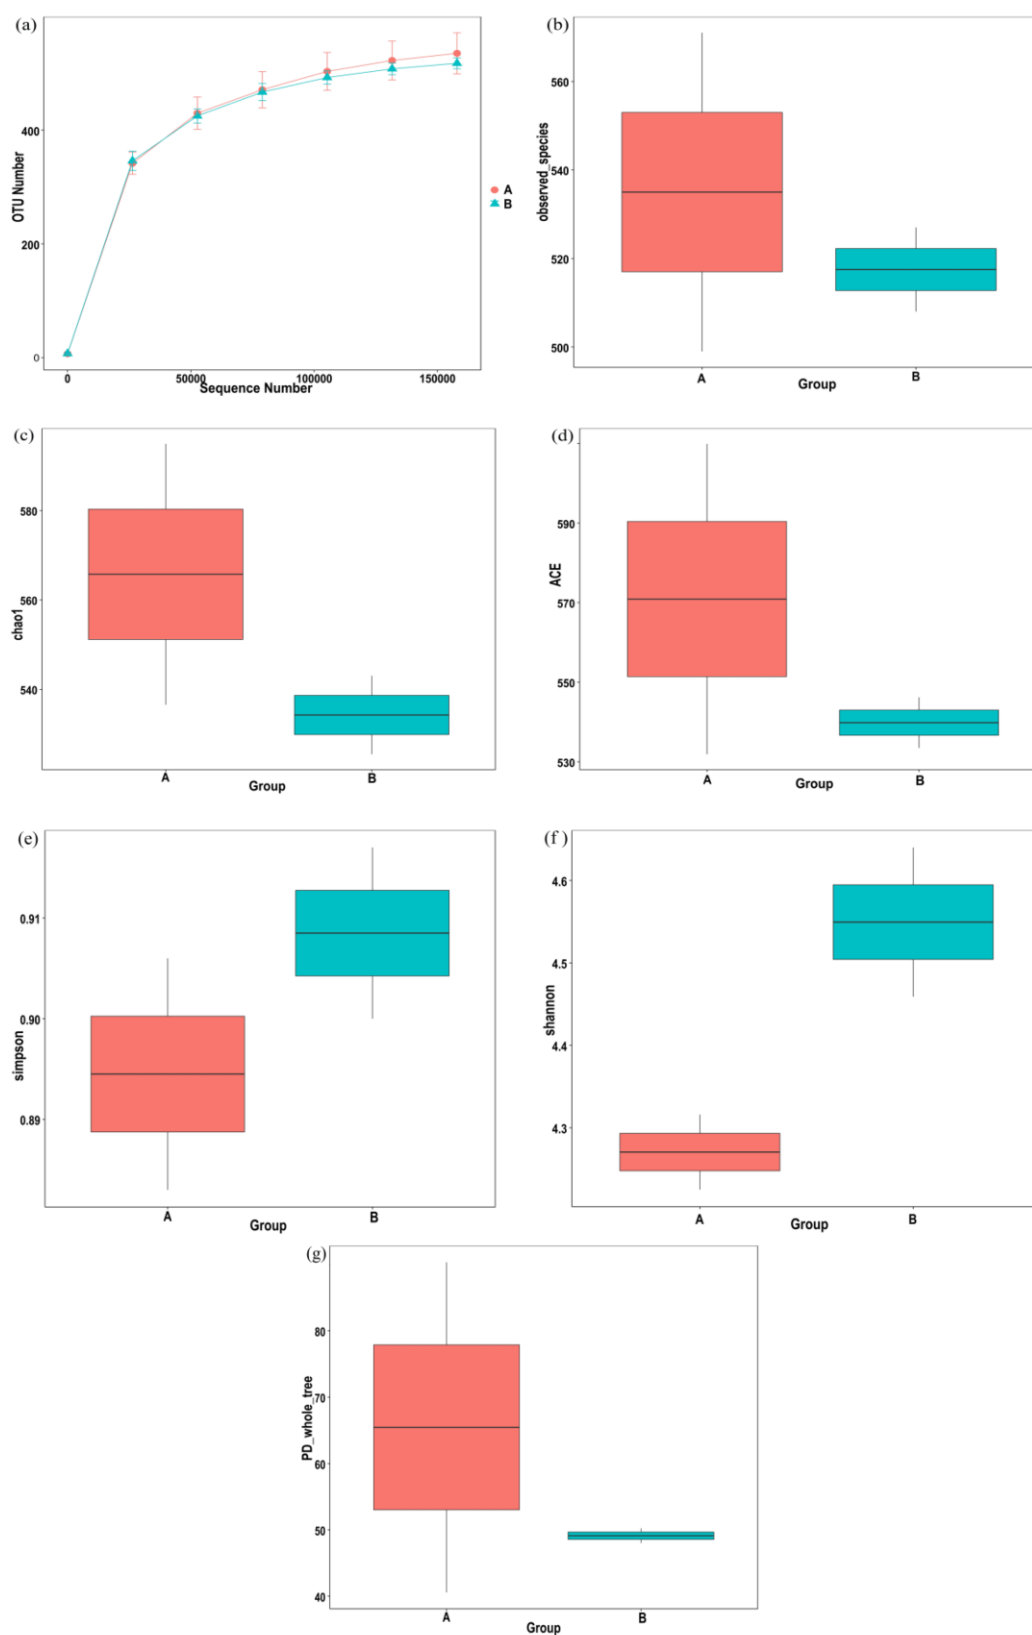 (a)
OTU Number
400
200
0
0 50000 100000 150000
Sequence Number
A
B
(b)
observed_species
560
540
520
500
A B
Group
(c)
chao1
580
560
540
A B
Group
(d)
ACE
590
570
550
530
A B
Group
(e)
simpson
0.91
0.90
0.89
A B
Group
(f)
shannon
4.6
4.5
4.4
4.3
A B
Group
(g)
PD_whole_tree
80
70
60
50
40
A B
Group